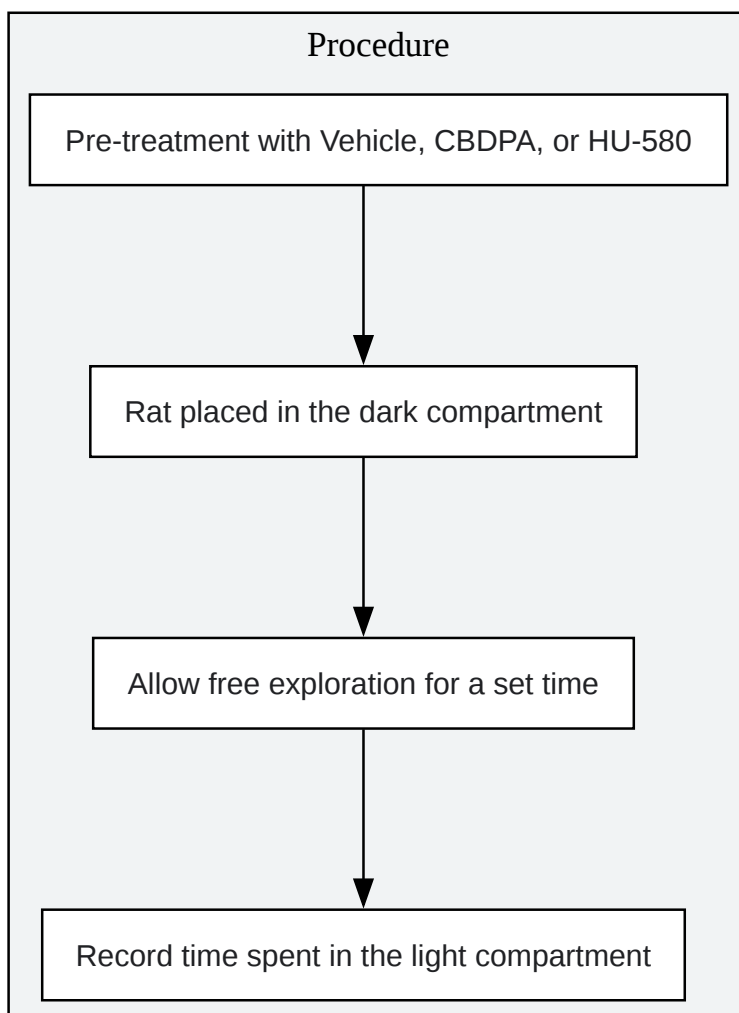 Procedure
Pre-treatment with Vehicle, CBDPA, or HU-580
Rat placed in the dark compartment
Allow free exploration for a set time
Record time spent in the light compartment